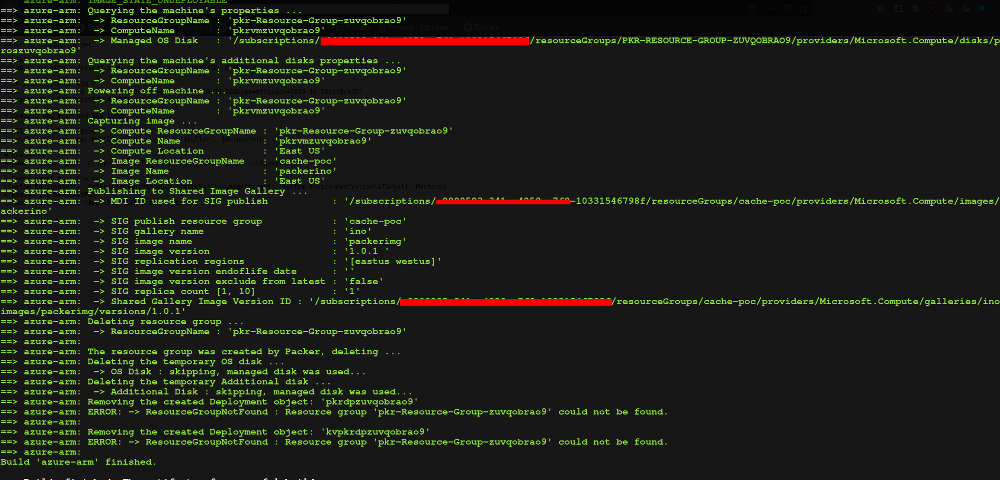 azure-arm: IMAGE_STATE_UNDEPLOYABLE
==> azure-arm: Querying the machine's properties ...
==> azure-arm:  -> ResourceGroupName : 'pkr-Resource-Group-zuvqobrao9'
==> azure-arm:  -> ComputeName       : 'pkrvmzuvqobrao9'
==> azure-arm:  -> Managed OS Disk   : '/subscriptions/ /resourceGroups/PKR-RESOURCE-GROUP-ZUVQOBRAO9/providers/Microsoft.Compute/disks/p
roszuvqobrao9'
==> azure-arm: Querying the machine's additional disks properties ...
==> azure-arm:  -> ResourceGroupName : 'pkr-Resource-Group-zuvqobrao9'
==> azure-arm:  -> ComputeName       : 'pkrvmzuvqobrao9'
==> azure-arm: Powering off machine ...
==> azure-arm:  -> ResourceGroupName : 'pkr-Resource-Group-zuvqobrao9'
==> azure-arm:  -> ComputeName       : 'pkrvmzuvqobrao9'
==> azure-arm: Capturing image ...
==> azure-arm:  -> Compute ResourceGroupName : 'pkr-Resource-Group-zuvqobrao9'
==> azure-arm:  -> Compute Name              : 'pkrvmzuvqobrao9'
==> azure-arm:  -> Compute Location          : 'East US'
==> azure-arm:  -> Image ResourceGroupName   : 'cache-poc'
==> azure-arm:  -> Image Name                : 'packerino'
==> azure-arm:  -> Image Location            : 'East US'
==> azure-arm: Publishing to Shared Image Gallery ...
==> azure-arm:  -> MDI ID used for SIG publish           : '/subscriptions/ -10331546798f/resourceGroups/cache-poc/providers/Microsoft.Compute/images/
ackerino'
==> azure-arm:  -> SIG publish resource group            : 'cache-poc'
==> azure-arm:  -> SIG gallery name                      : 'ino'
==> azure-arm:  -> SIG image name                        : 'packerimg'
==> azure-arm:  -> SIG image version                     : '1.0.1 '
==> azure-arm:  -> SIG replication regions               : '[eastus westus]'
==> azure-arm:  -> SIG image version endoflife date      : ''
==> azure-arm:  -> SIG image version exclude from latest : 'false'
==> azure-arm:  -> SIG replica count [1, 10]             : '1'
==> azure-arm:  -> Shared Gallery Image Version ID : '/subscriptions/ /resourceGroups/cache-poc/providers/Microsoft.Compute/galleries/ino
images/packerimg/versions/1.0.1'
==> azure-arm: Deleting resource group ...
==> azure-arm:  -> ResourceGroupName : 'pkr-Resource-Group-zuvqobrao9'
==> azure-arm:
==> azure-arm: The resource group was created by Packer, deleting ...
==> azure-arm: Deleting the temporary OS disk ...
==> azure-arm:  -> OS Disk : skipping, managed disk was used...
==> azure-arm: Deleting the temporary Additional disk ...
==> azure-arm:  -> Additional Disk : skipping, managed disk was used...
==> azure-arm: Removing the created Deployment object: 'pkrdpzuvqobrao9'
==> azure-arm: ERROR: -> ResourceGroupNotFound : Resource group 'pkr-Resource-Group-zuvqobrao9' could not be found.
==> azure-arm:
==> azure-arm: Removing the created Deployment object: 'kvpkrdpzuvqobrao9'
==> azure-arm: ERROR: -> ResourceGroupNotFound : Resource group 'pkr-Resource-Group-zuvqobrao9' could not be found.
==> azure-arm:
Build 'azure-arm' finished.